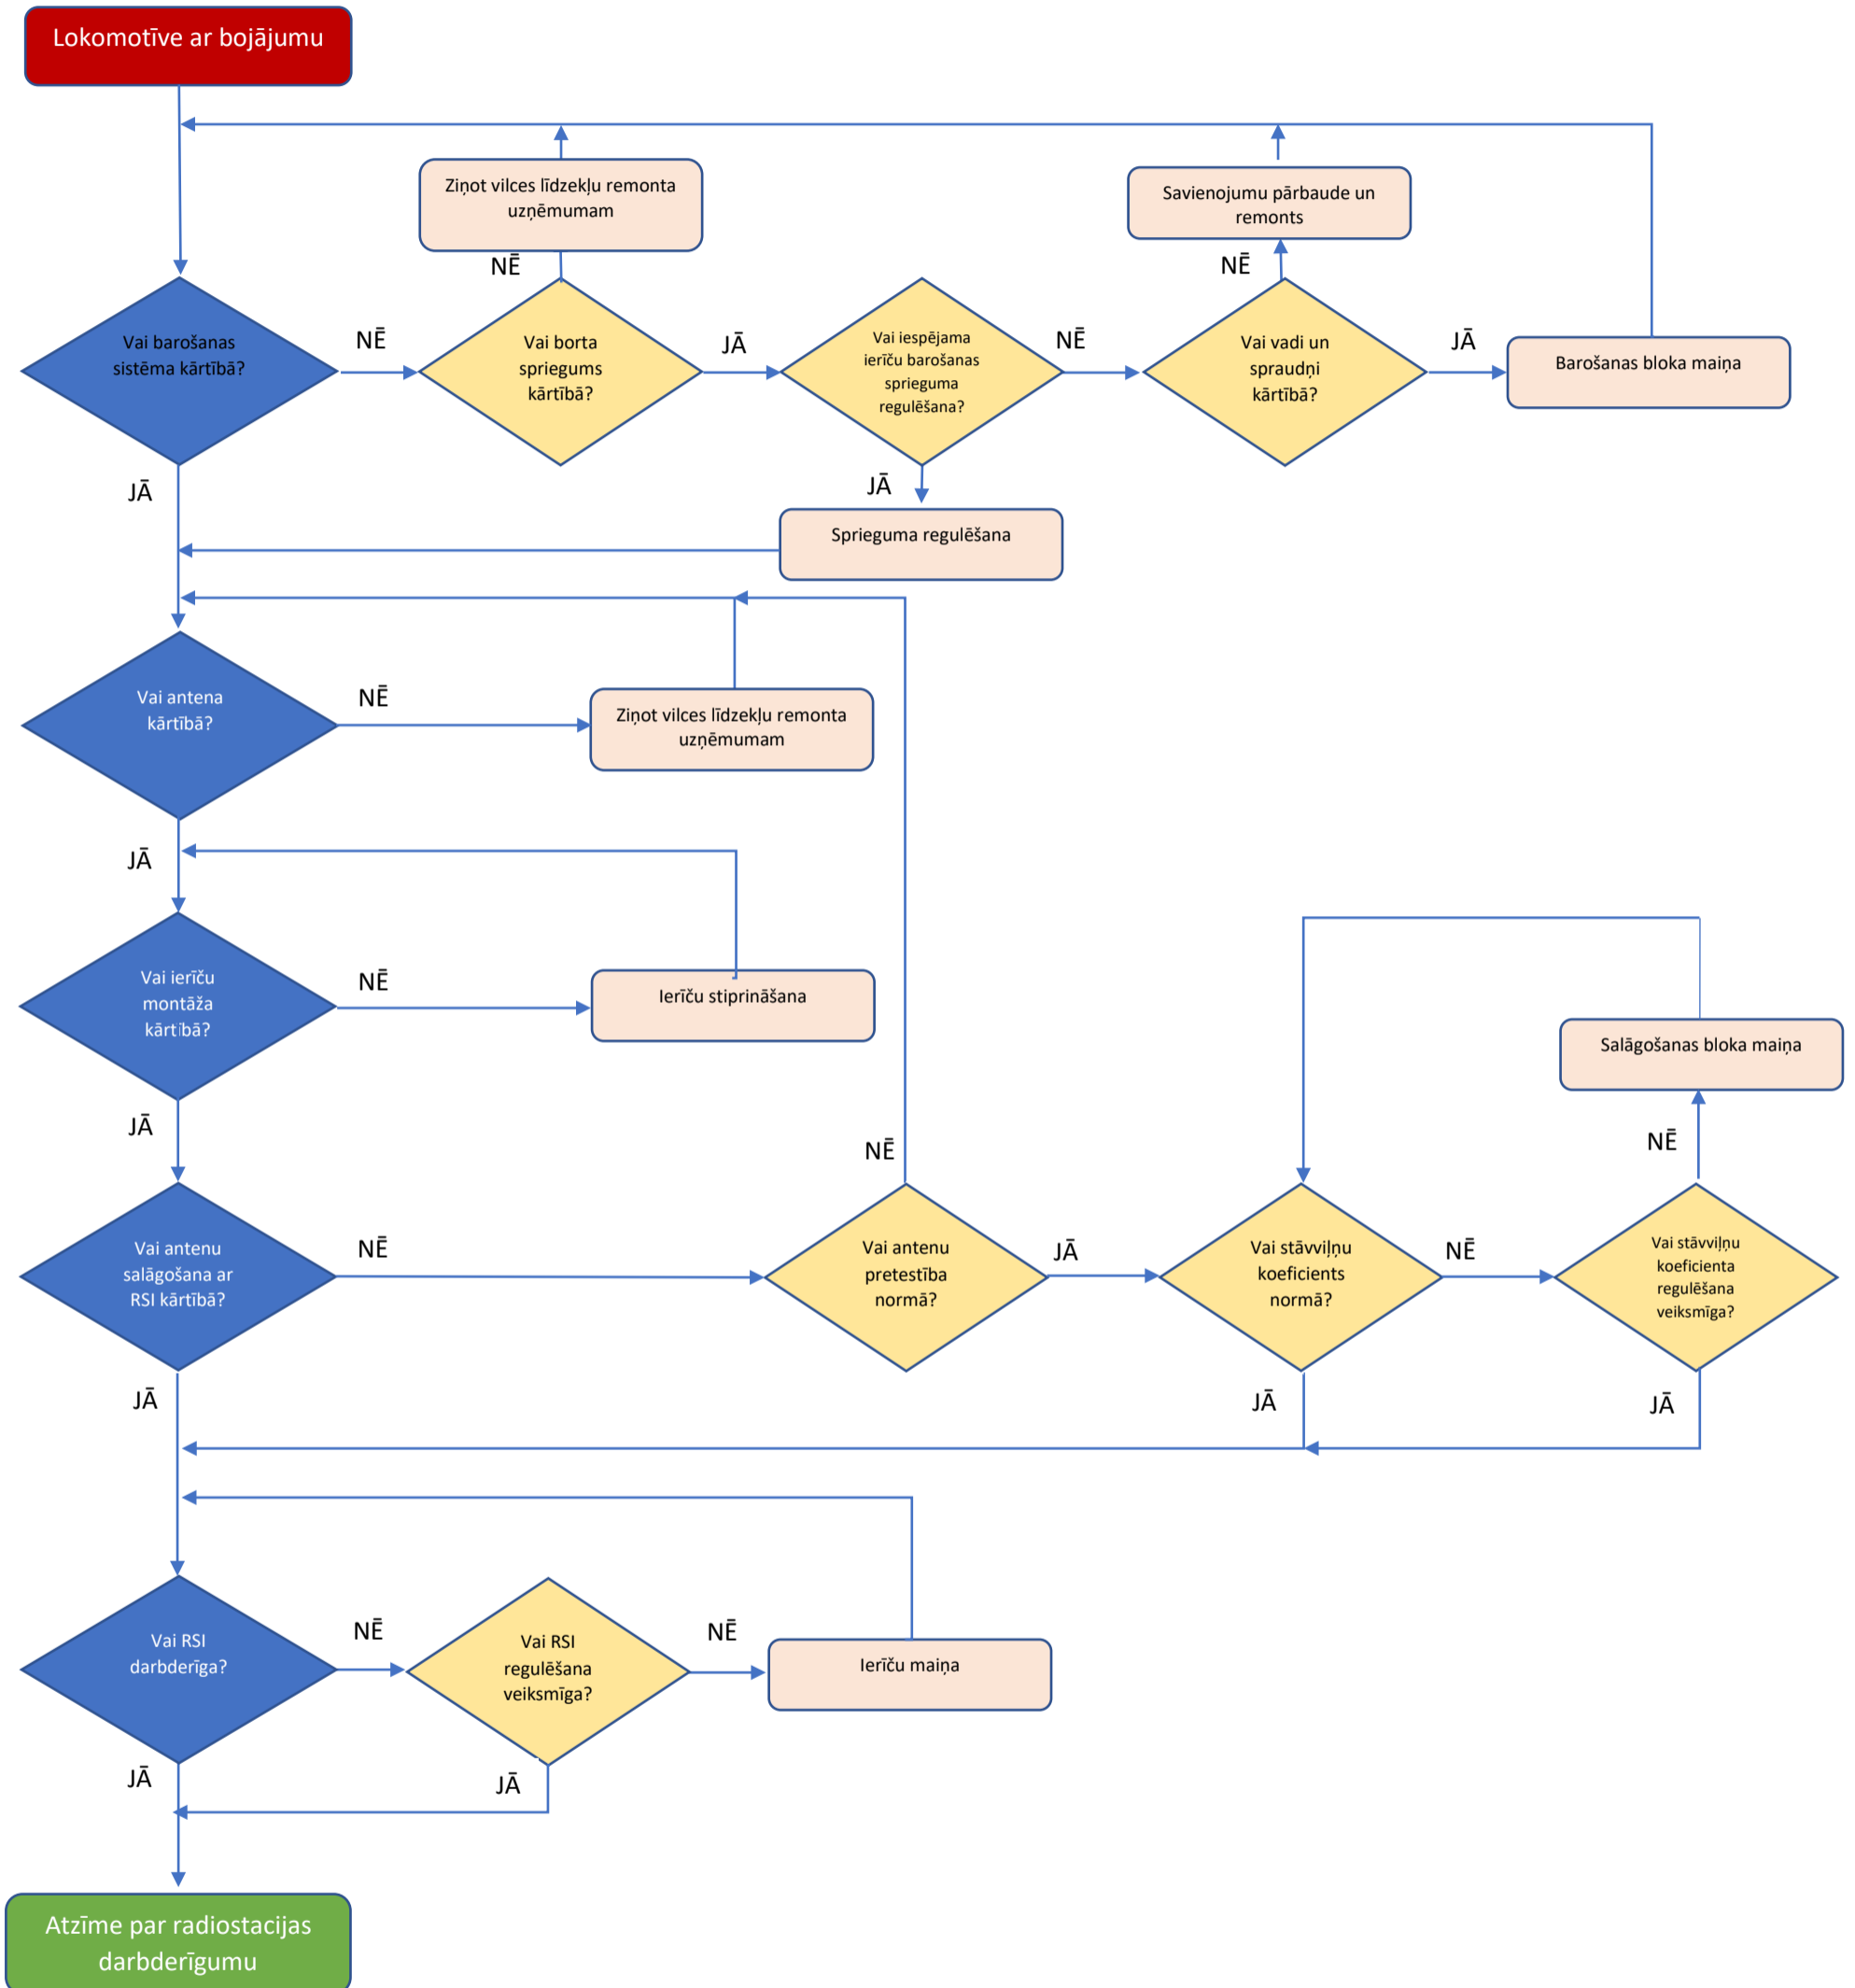 Lokomotīve ar bojājumu
Ziņot vilces līdzekļu remonta
uzņēmumam
Savienojumu pārbaude un
remonts
NĒ
NĒ
Vai barošanas
sistēma kārtībā?
NĒ
Vai borta
spriegums
kārtībā?
JĀ
Vai iespējama
ierīču barošanas
sprieguma
regulēšana?
NĒ
Vai vadi un
spraudņi
kārtībā?
JĀ
Barošanas bloka maiņa
JĀ
JĀ
Sprieguma regulēšana
Vai antena
kārtībā?
NĒ
Ziņot vilces līdzekļu remonta
uzņēmumam
JĀ
Vai ierīču
montāža
kārtībā?
NĒ
Ierīču stiprināšana
Salāgošanas bloka maiņa
JĀ
NĒ
NĒ
Vai antenu
salāgošana ar
RSI kārtībā?
NĒ
Vai antenu
pretestība
normā?
JĀ
Vai stāvviļņu
koeficients
normā?
NĒ
Vai stāvviļņu
koeficienta
regulēšana
veiksmīga?
JĀ
JĀ
JĀ
Vai RSI
darbderīga?
NĒ
Vai RSI
regulēšana
veiksmīga?
NĒ
Ierīču maiņa
JĀ
JĀ
Atzīme par radiostacijas
darbderīgumu